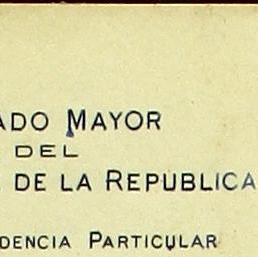 ADO MAYOR
DEL
DE LA REPUBLICA
DENCIA PARTICULAR